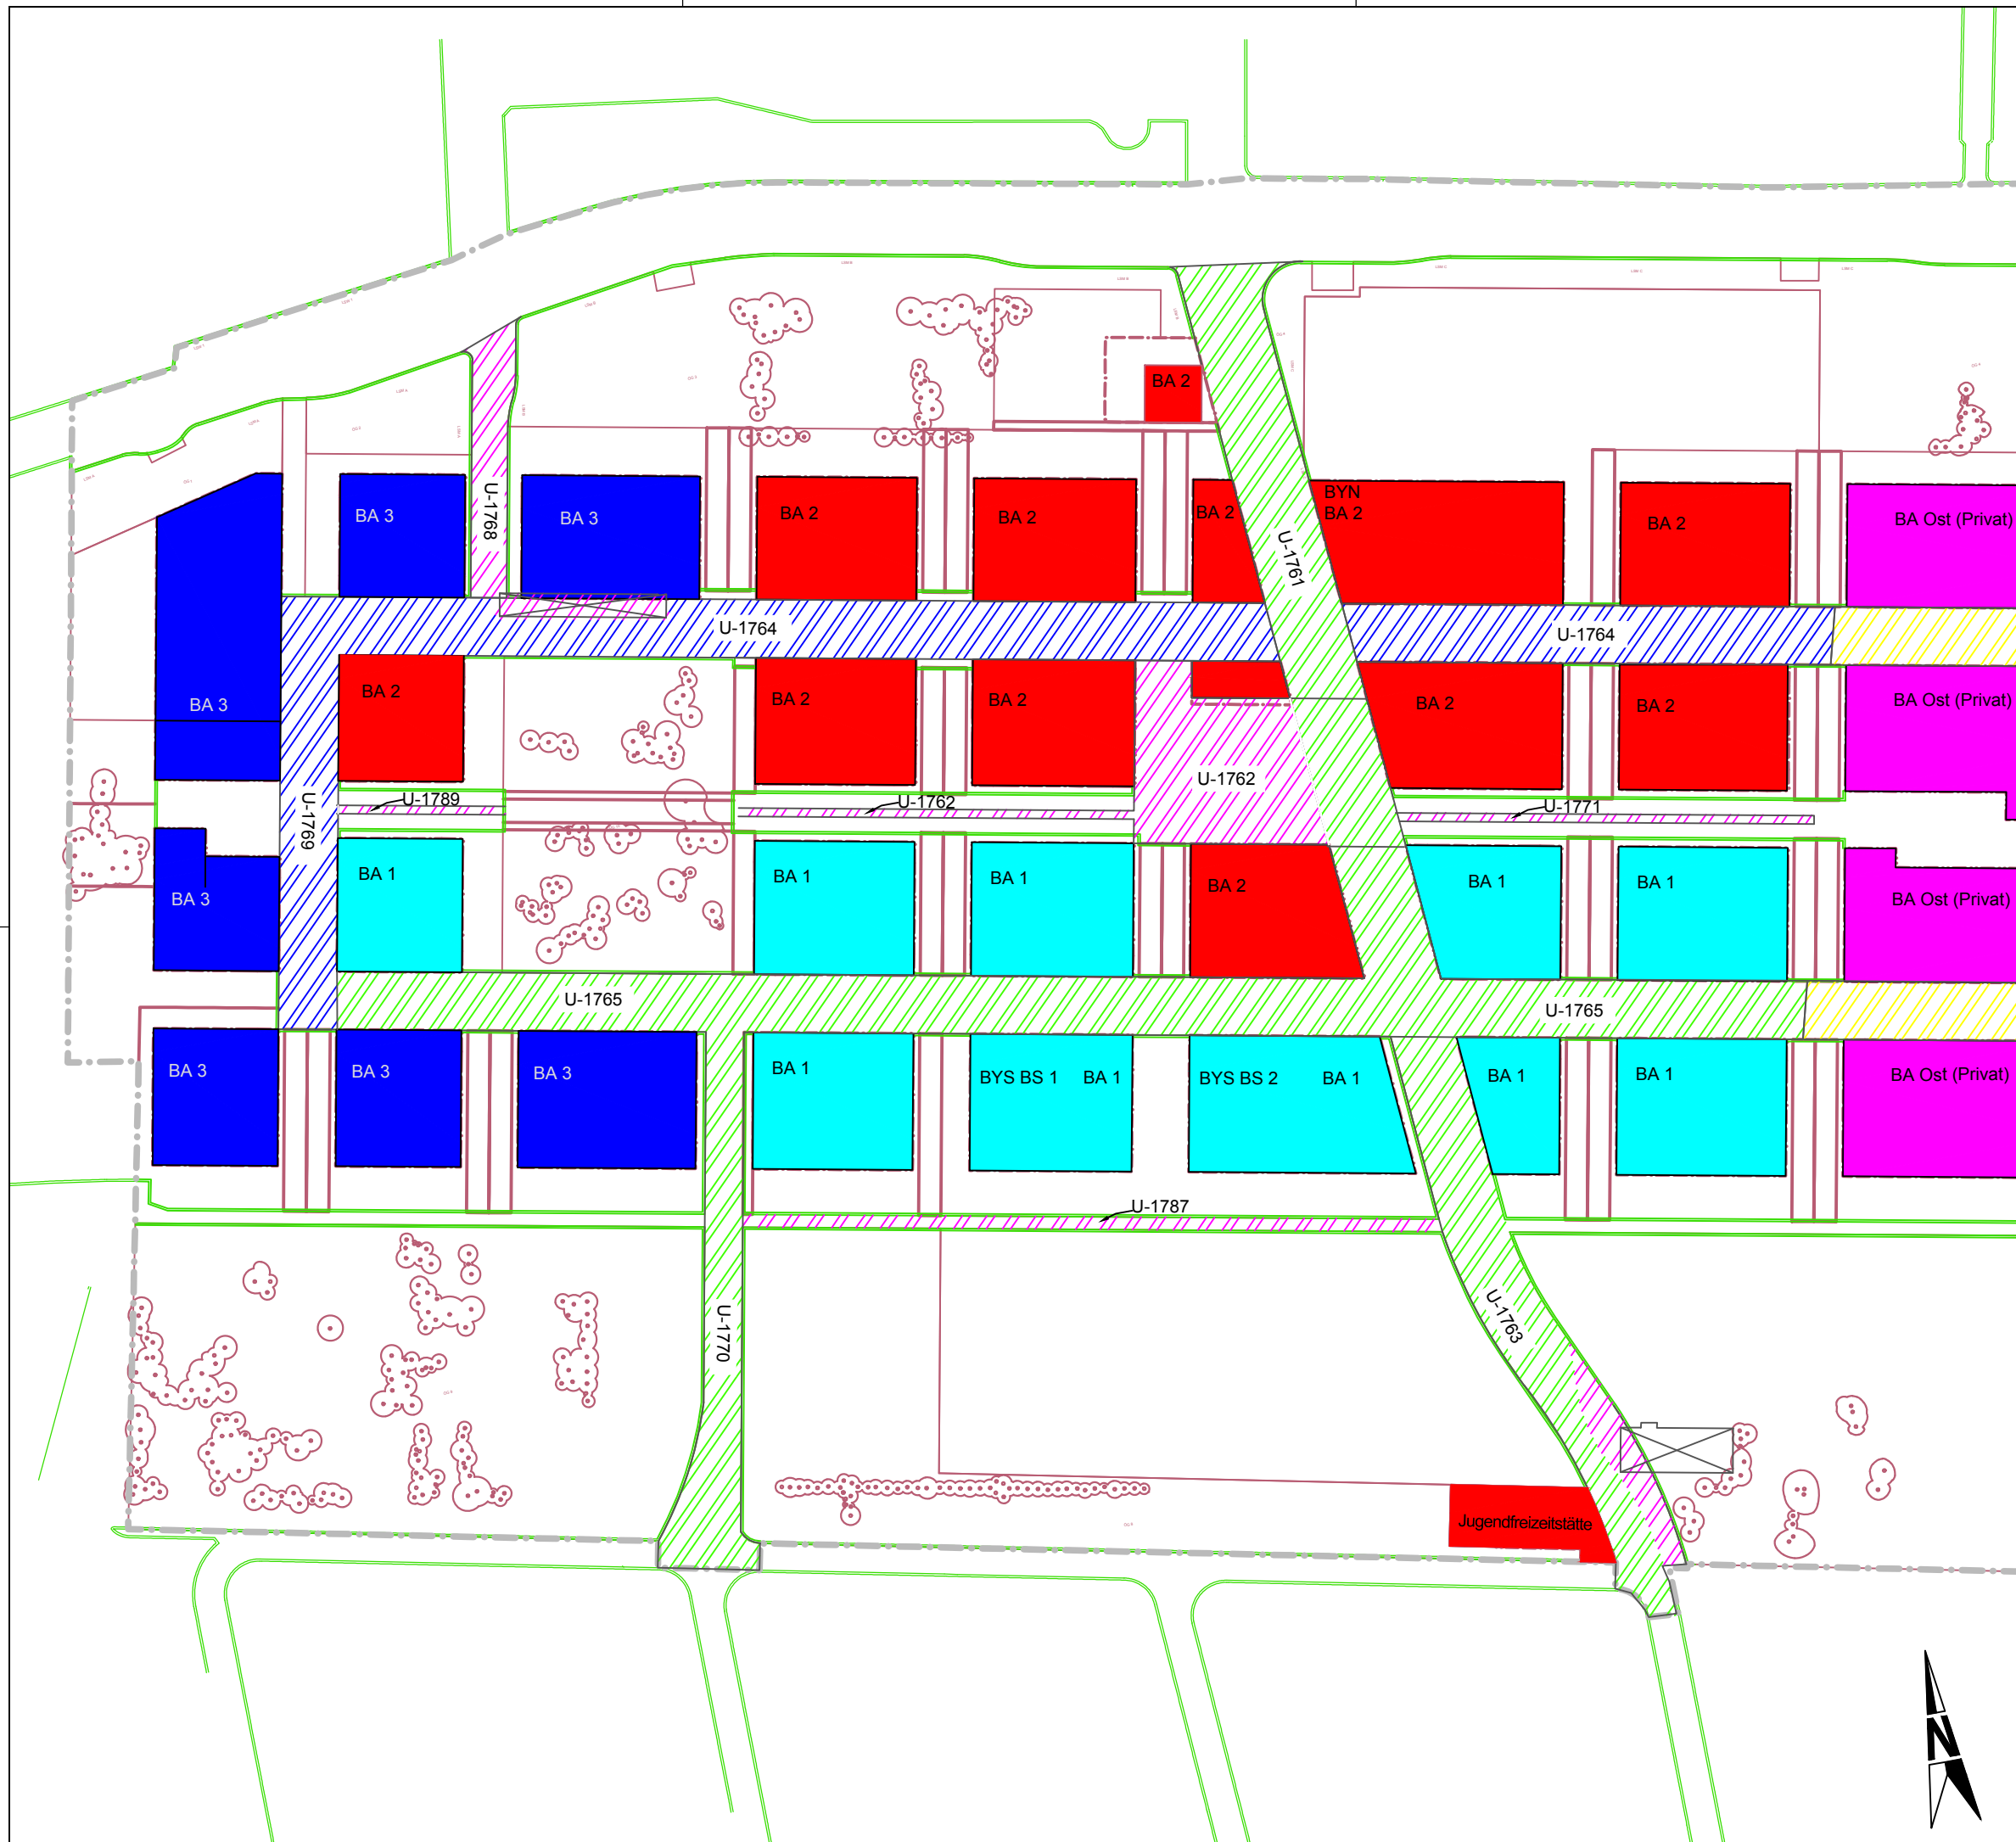 BA 2
BA 3
BA 3
U-1768
BA 2
BA 2
BA 2
U-1761
BYN
BA 2
BA 2
BA Ost (Privat)
U-1764
U-1764
BA 3
BA 2
BA 2
BA 2
BA 2
BA 2
BA Ost (Privat)
U-1769
U-1789
U-1762
U-1762
U-1771
BA 3
BA 1
BA 1
BA 1
BA 2
BA 1
BA 1
BA Ost (Privat)
U-1765
U-1765
BA 3
BA 3
BA 3
BA 1
BYS BS 1 BA 1
BYS BS 2 BA 1
BA 1
BA 1
BA Ost (Privat)
U-1787
U-1770
U-1763
Jugendfreizeitstätte
N